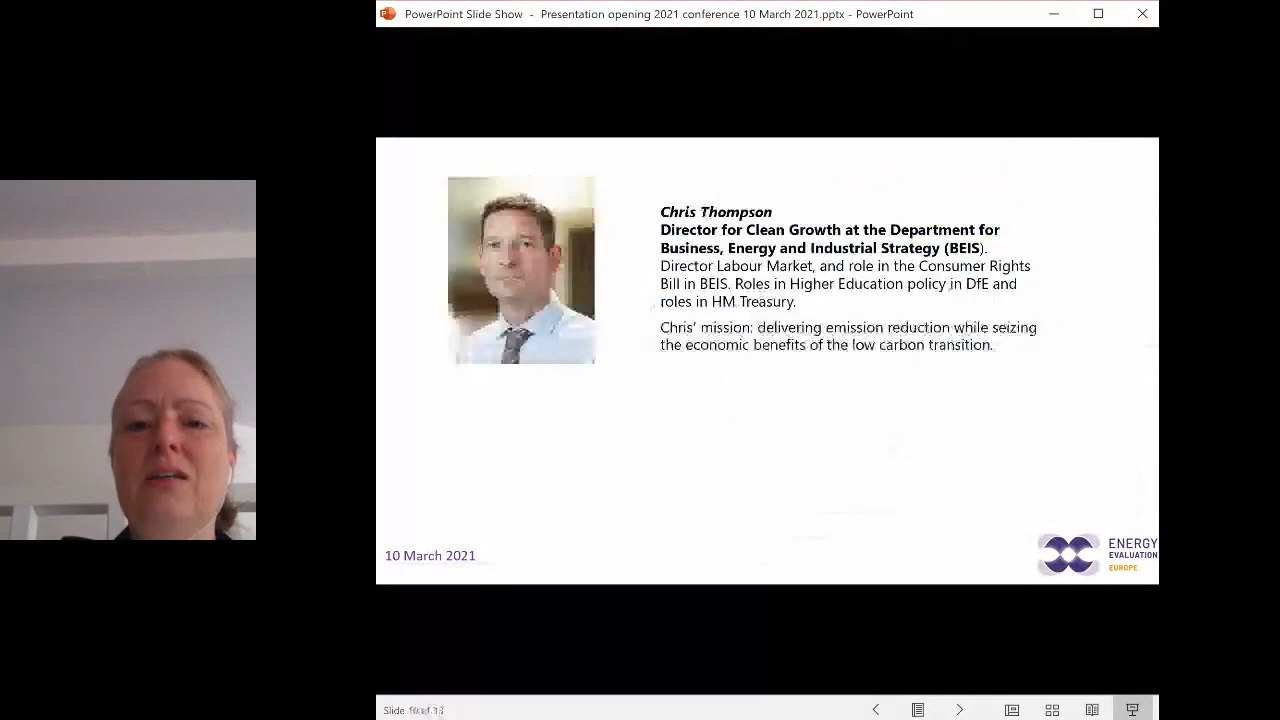 PowerPoint Slide Show - Presentation opening 2021 conference 10 March 2021.pptx - PowerPoint
Chris Thompson
Director for Clean Growth at the Department for
Business, Energy and Industrial Strategy (BEIS).
Director Labour Market, and role in the Consumer Rights
Bill in BEIS. Roles in Higher Education policy in DfE and
roles in HM Treasury.
Chris' mission: delivering emission reduction while seizing
the economic benefits of the low carbon transition.
10 March 2021
ENERGY
EVALUATION
EUROPE
Slide of